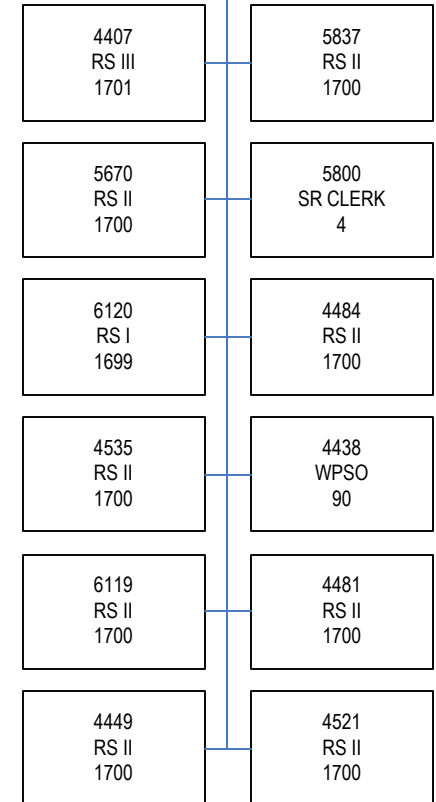 4407
RS III
1701
5837
RS II
1700
5670
RS II
1700
5800
SR CLERK
4
6120
RS I
1699
4484
RS II
1700
4535
RS II
1700
4438
WPSO
90
6119
RS II
1700
4481
RS II
1700
4449
RS II
1700
4521
RS II
1700